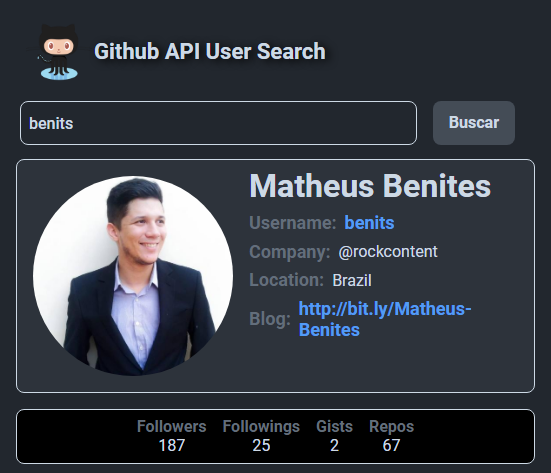 Github API User Search
benits
Buscar
Matheus Benites
Username: benits
Company: @rockcontent
Location: Brazil
Blog: http://bit.ly/Matheus-
Benites
Followers Followings Gists Repos
187 25 2 67